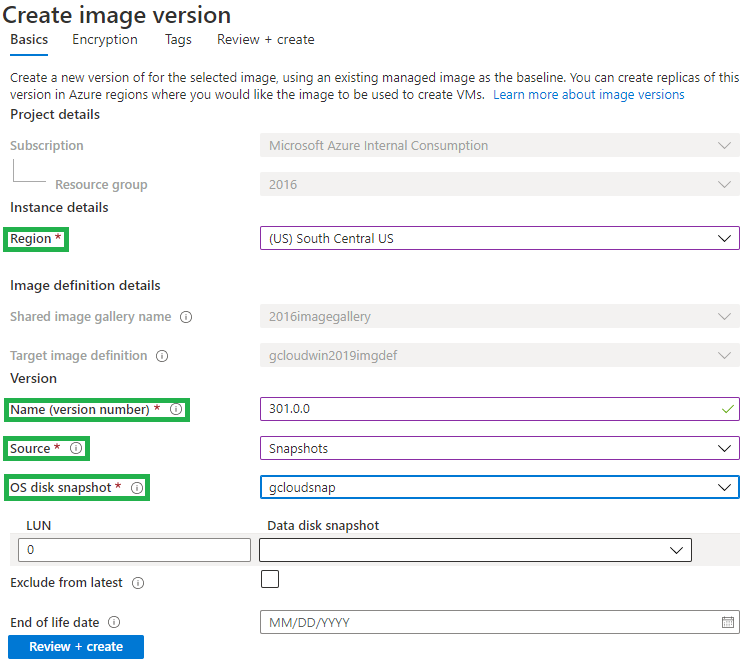 Create image version
Basics Encryption Tags Review + create
Create a new version of for the selected image, using an existing managed image as the baseline. You can create replicas of this
version in Azure regions where you would like the image to be used to create VMs. Learn more about image versions
Project details
Subscription Microsoft Azure Internal Consumption
Resource group 2016
Instance details
Region * (US) South Central US
Image definition details
Shared image gallery name 2016imagegallery
Target image definition gcloudwin2019imgdef
Version
Name (version number) * 301.0.0
Source * Snapshots
OS disk snapshot * gcloudsnap
LUN Data disk snapshot
0
Exclude from latest
End of life date MM/DD/YYYY
Review + create